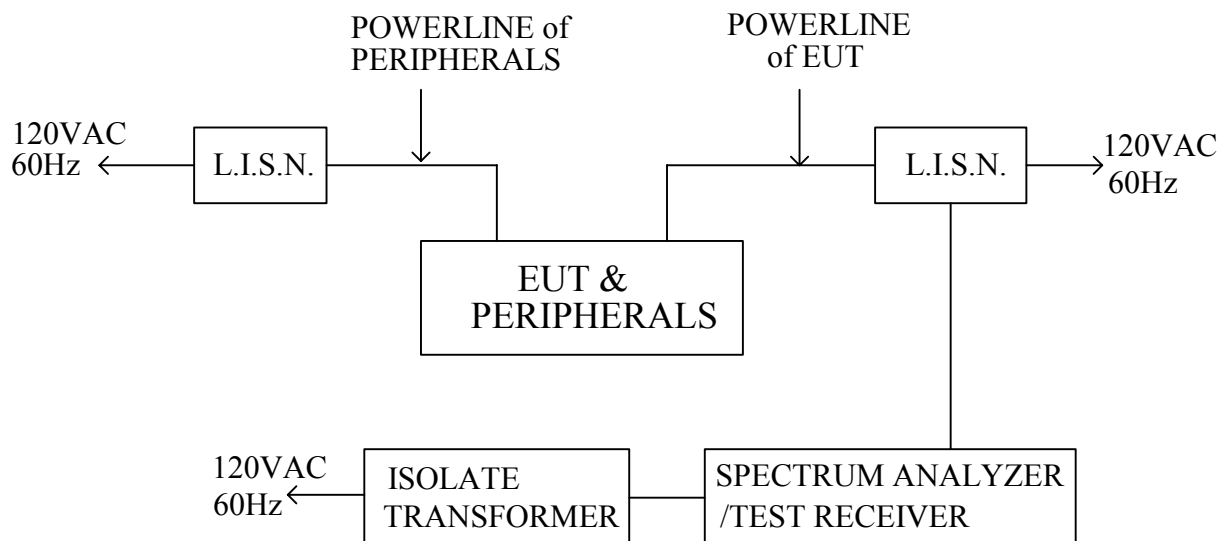 POWERLINE of
PERIPHERALS
POWERLINE
of EUT
120VAC
60Hz
L.I.S.N.
L.I.S.N.
120VAC
60Hz
EUT &
PERIPHERALS
120VAC
60Hz
ISOLATE
TRANSFORMER
SPECTRUM ANALYZER
/TEST RECEIVER